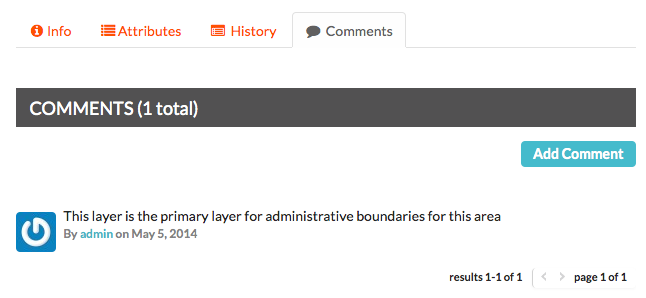 Info Attributes History Comments
COMMENTS (1 total)
Add Comment
This layer is the primary layer for administrative boundaries for this area
By admin on May 5, 2014
results 1-1 of 1 page 1 of 1